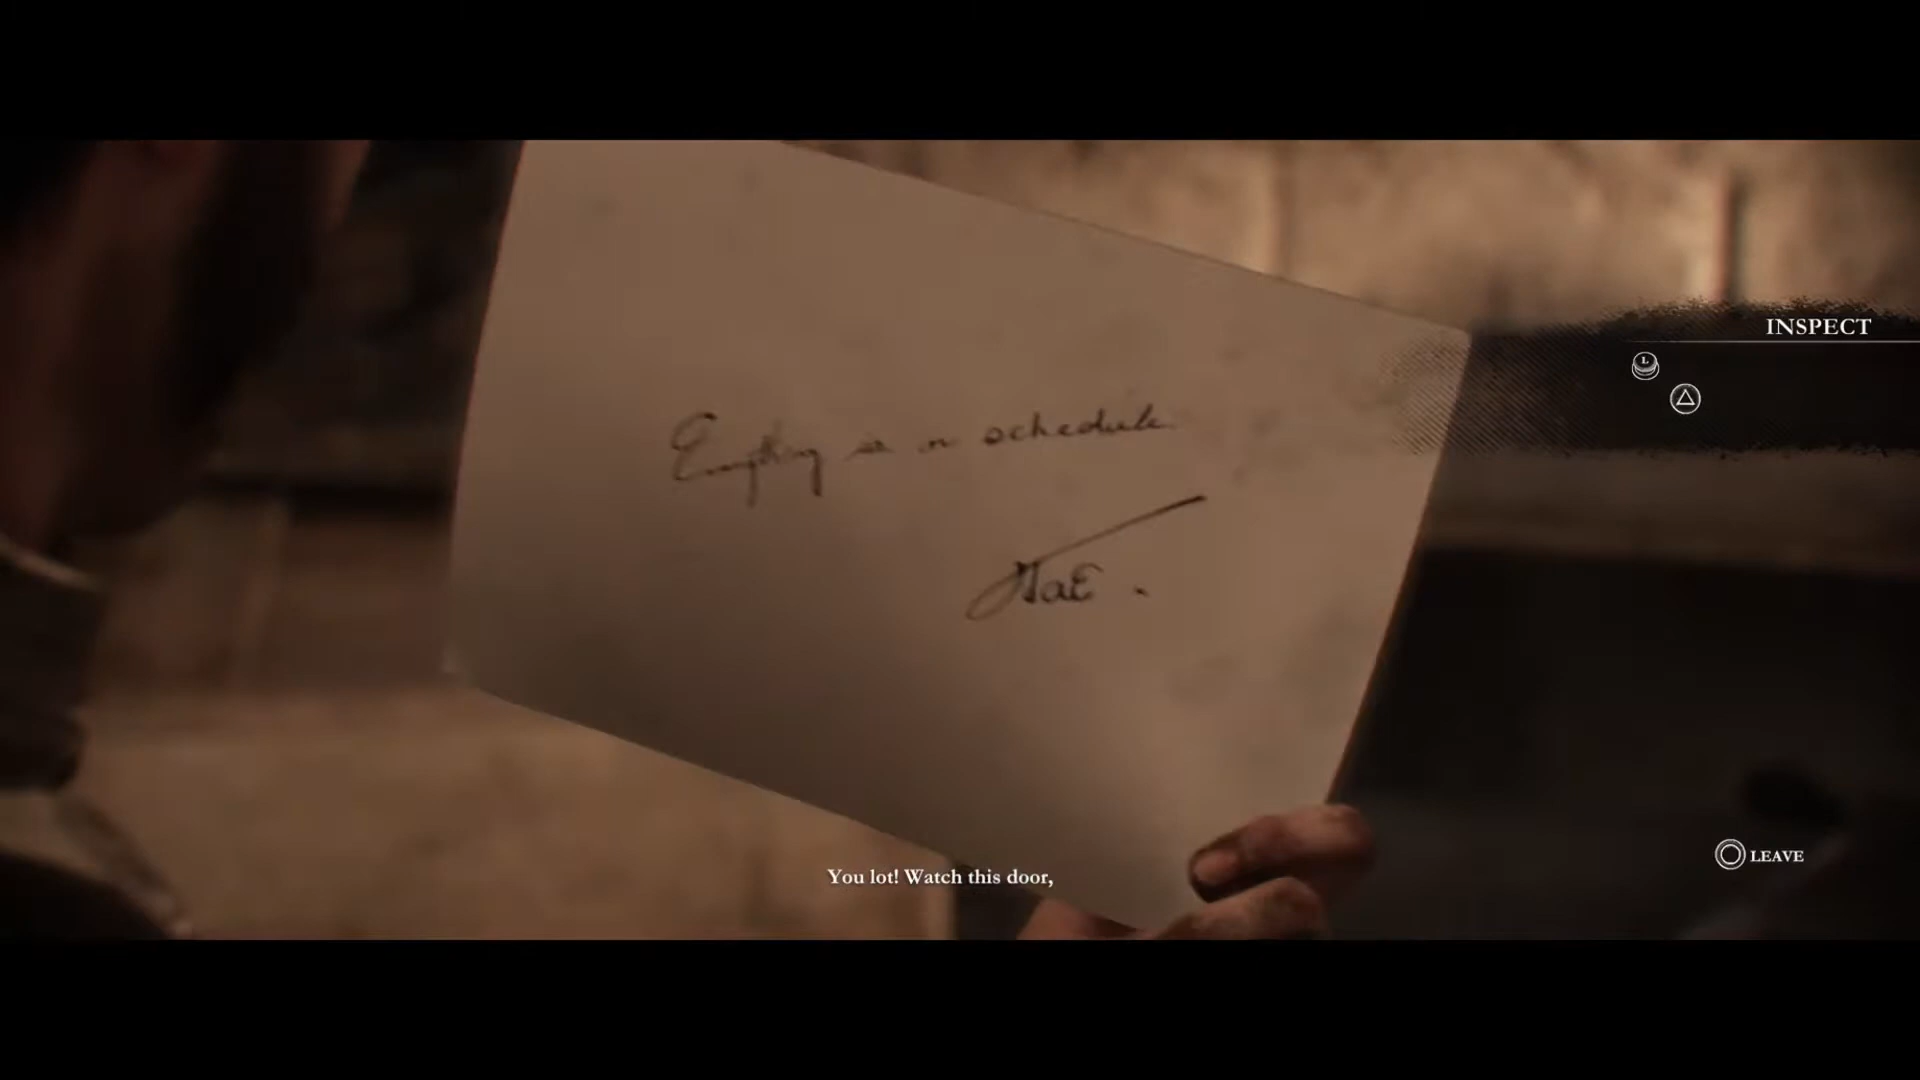 Everything is on schedule.
INSPECT
L
You lot! Watch this door,
LEAVE